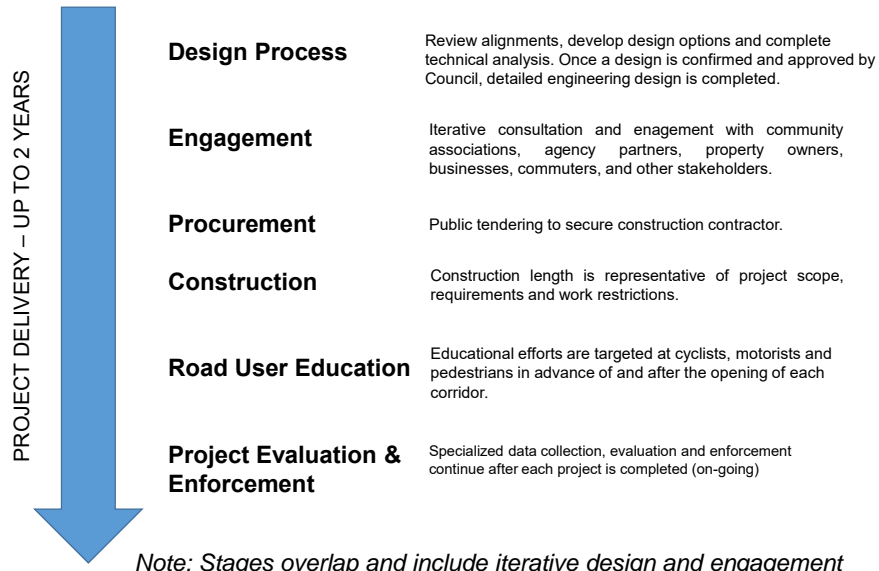 PROJECT DELIVERY – UP TO 2 YEARS
Design Process
Review alignments, develop design options and complete
technical analysis. Once a design is confirmed and approved by
Council, detailed engineering design is completed.
Engagement
Iterative consultation and enagement with community
associations, agency partners, property owners,
businesses, commuters, and other stakeholders.
Procurement
Public tendering to secure construction contractor.
Construction
Construction length is representative of project scope,
requirements and work restrictions.
Road User Education
Educational efforts are targeted at cyclists, motorists and
pedestrians in advance of and after the opening of each
corridor.
Project Evaluation &
Enforcement
Specialized data collection, evaluation and enforcement
continue after each project is completed (on-going)
Note: Stages overlap and include iterative design and engagement